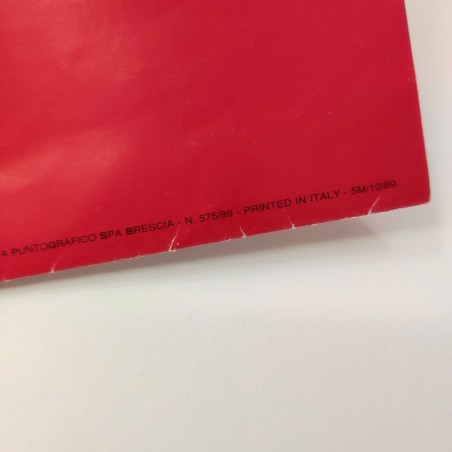 A PUNTOGRAFICO SPA BRESCIA - N. 575/89 - PRINTED IN ITALY - 5M/10/89